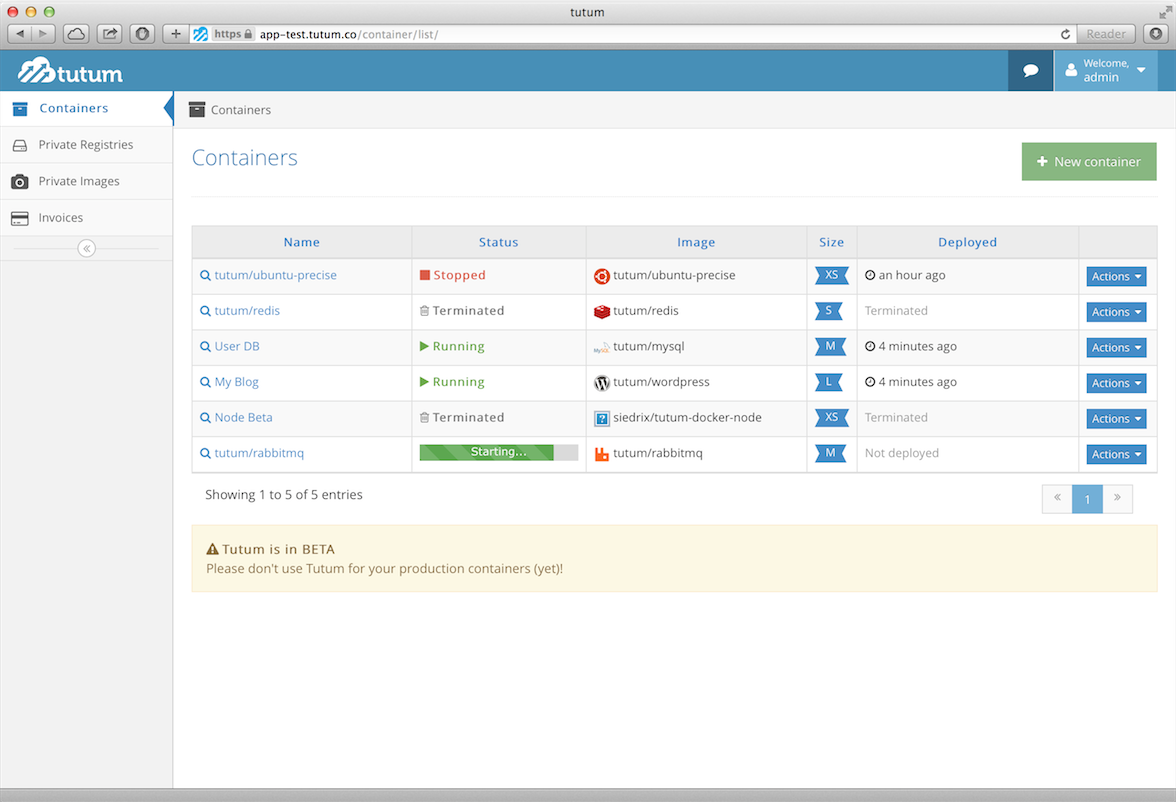 tutum
https app-test.tutum.co/container/list/ Reader
tutum
Welcome,
admin
Containers
Private Registries
Private Images
Invoices
Containers
Containers
New container
Name Status Image Size Deployed
tutum/ubuntu-precise Stopped tutum/ubuntu-precise XS an hour ago Actions
tutum/redis Terminated tutum/redis S Terminated Actions
User DB Running MySQL tutum/mysql M 4 minutes ago Actions
My Blog Running tutum/wordpress L 4 minutes ago Actions
Node Beta Terminated ? siedrix/tutum-docker-node XS Terminated Actions
tutum/rabbitmq Starting... tutum/rabbitmq M Not deployed Actions
Showing 1 to 5 of 5 entries
« 1 »
Tutum is in BETA
Please don't use Tutum for your production containers (yet)!